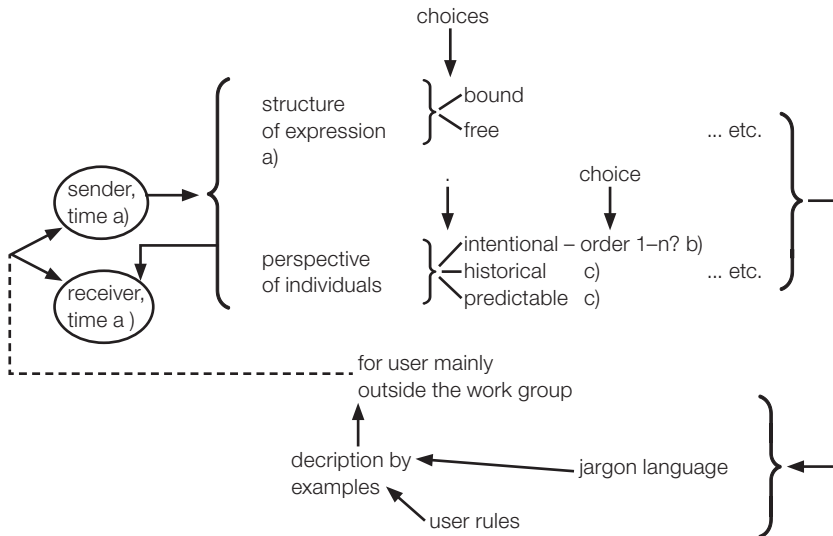 choices
structure
of expression
a)
bound
free
... etc.
sender,
time a)
choice
perspective
of individuals
intentional – order 1–n? b)
historical c)
predictable c)
... etc.
receiver,
time a )
for user mainly
outside the work group
decription by
examples
jargon language
user rules